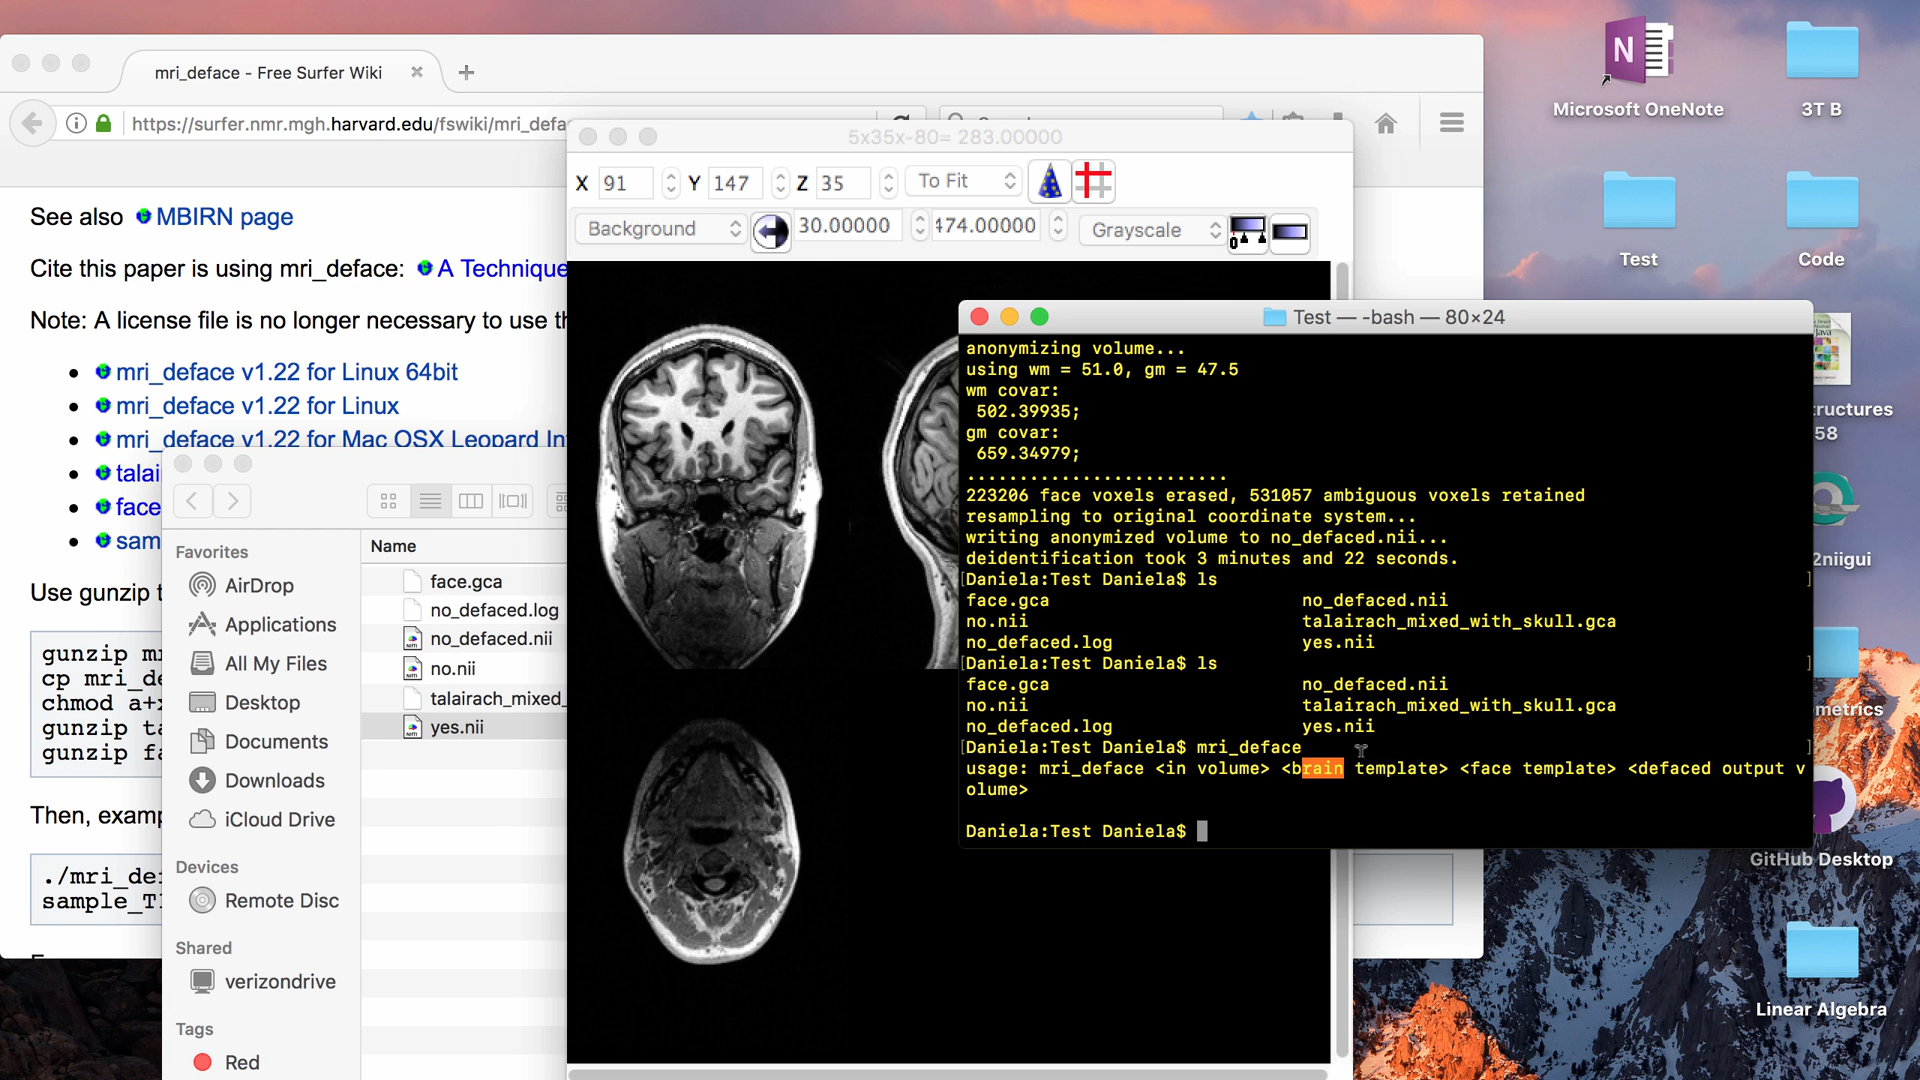 mri_deface - Free Surfer Wiki
https://surfer.nmr.mgh.harvard.edu/fswiki/mri_defa
See also MBIRN page
Cite this paper is using mri_deface: A Technique
Note: A license file is no longer necessary to use th
mri_deface v1.22 for Linux 64bit
mri_deface v1.22 for Linux
mri_deface v1.22 for Mac OSX Leopard In
talai
face
sam
Use gunzip t
gunzip m
cp mri_de
chmod a+x
gunzip ta
gunzip fa
Then, examp
./mri_def
sample_T1
Favorites
AirDrop
Applications
All My Files
Desktop
Documents
Downloads
iCloud Drive
Devices
Remote Disc
Shared
verizondrive
Tags
Red
Name
face.gca
no_defaced.log
no_defaced.nii
no.nii
talairach_mixed_
yes.nii
5x35x-80= 283.00000
X 91 Y 147 Z 35 To Fit
Background 30.00000 474.00000 Grayscale
Test — -bash — 80×24
anonymizing volume...
using wm = 51.0, gm = 47.5
wm covar:
502.39935;
gm covar:
659.34979;
.........................
223206 face voxels erased, 531057 ambiguous voxels retained
resampling to original coordinate system...
writing anonymized volume to no_defaced.nii...
deidentification took 3 minutes and 22 seconds.
[Daniela:Test Daniela$ ls ]
face.gca no_defaced.nii
no.nii talairach_mixed_with_skull.gca
no_defaced.log yes.nii
[Daniela:Test Daniela$ ls ]
face.gca no_defaced.nii
no.nii talairach_mixed_with_skull.gca
no_defaced.log yes.nii
[Daniela:Test Daniela$ mri_deface ]
usage: mri_deface <in volume> <brain template> <face template> <defaced output v
olume>
Daniela:Test Daniela$
Microsoft OneNote
3T B
Test
Code
Java
ructures
58
2niigui
metrics
GitHub Desktop
Linear Algebra